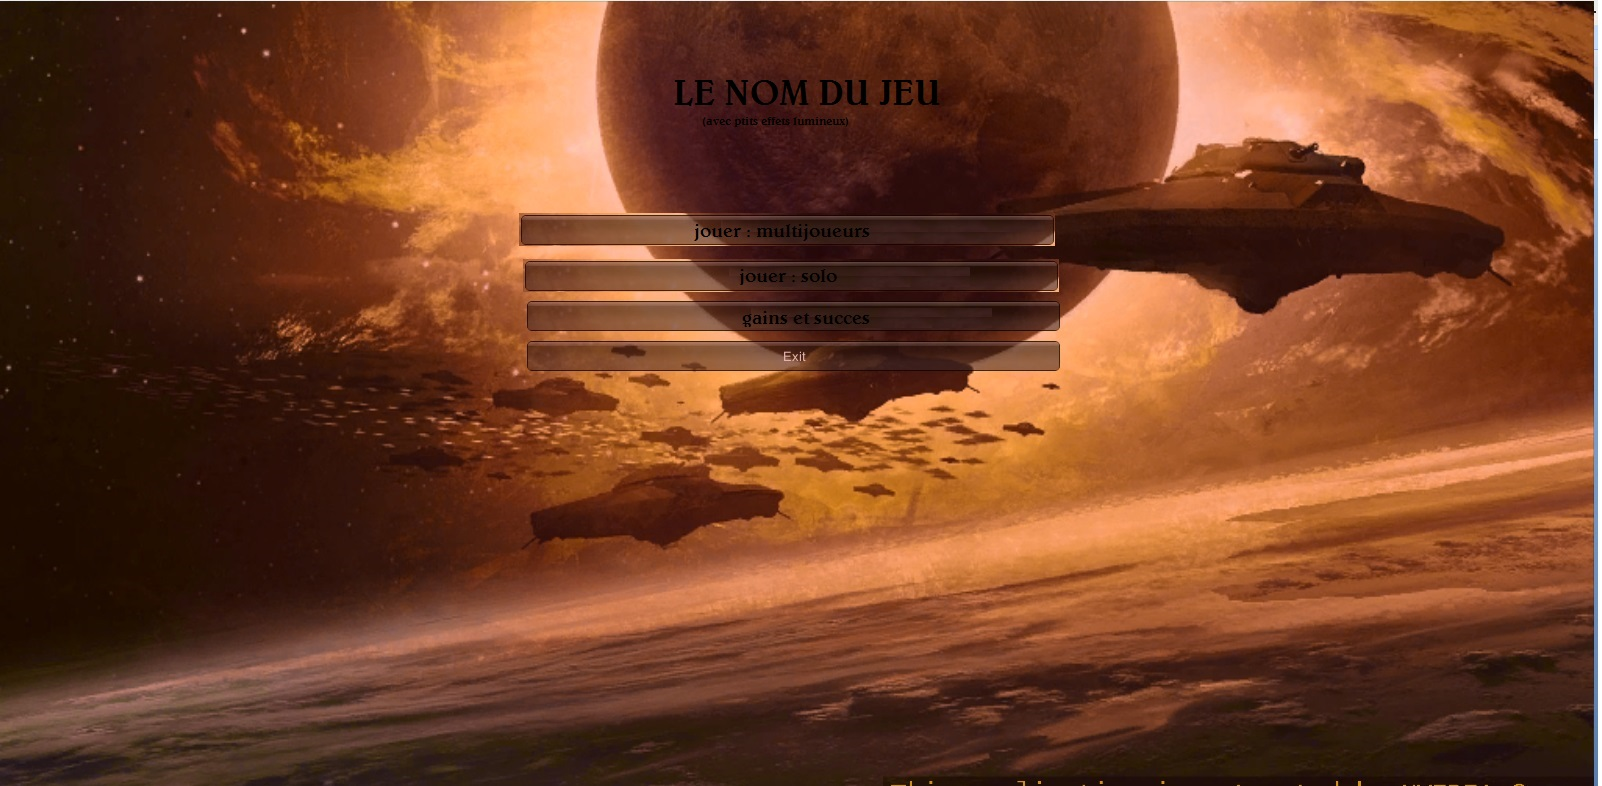 LE NOM DU JEU
(avec ptits effets lumineux)
jouer : multijoueurs
jouer : solo
gains et succes
Exit